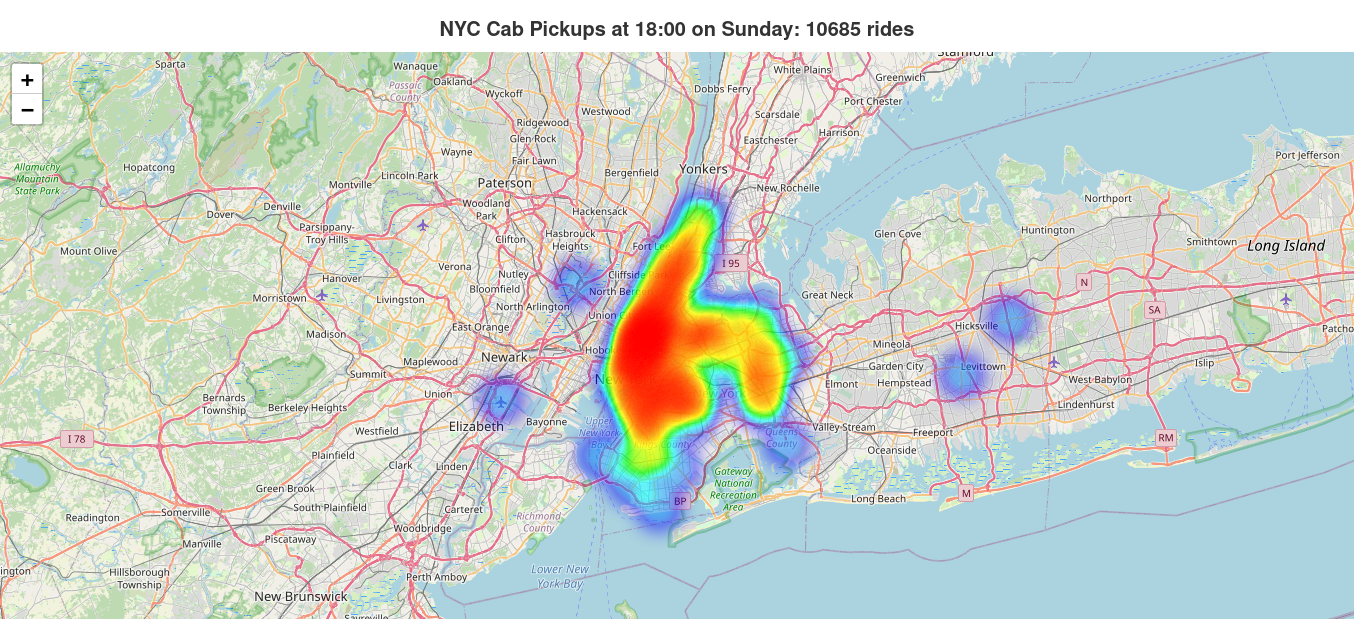 NYC Cab Pickups at 18:00 on Sunday: 10685 rides
+
−
Stamford
Sparta
Wanaque
Oakland
White Plains
Greenwich
Passaic
County
Wyckoff
Dobbs Ferry
Port Chester
Westwood
Scarsdale
Ridgewood
Harrison
Glen Rock
Eastchester
Wayne
Fair Lawn
Port Jefferson
Allamuchy
Mountain
State Park
Hopatcong
Lincoln Park
Bergenfield
Yonkers
Montville
Paterson
New Rochelle
Northport
Woodland
Park
Denville
Dover
Hackensack
Parsippany-
Troy Hills
Clifton
Hasbrouck
Heights
Fort Lee
Glen Cove
Huntington
Smithtown
Long Island
Mount Olive
Verona
Nutley
Cliffside
I 95
Hanover
Bloomfield
North Bergen
N
Morristown
Livingston
North Arlington
Great Neck
SA
Union
East Orange
Hicksville
Patcho
Madison
Mineola
Hobo
Newark
Maplewood
Garden City
Levittown
Islip
Summit
Elmont
Hempstead
West-Babylon
Bernards
Township
Union
New York
Berkeley Heights
Lindenhurst
Bayonne
Elizabeth
Upper
New York
Bay
County
Queens
County
Valley Stream
Freeport
I 78
Westfield
RM
Plainfield
Oceanside
Clark
Linden
Gateway
National
Recreation
Area
Green Brook
M
BP
Long Beach
South Plainfield
Somerville
Carteret
Readington
Richmond
County
Woodbridge
Manville
Piscataway
ington
Hillsborough
Township
Perth Amboy
Lower New
York Bay
New Brunswick
Sayreville